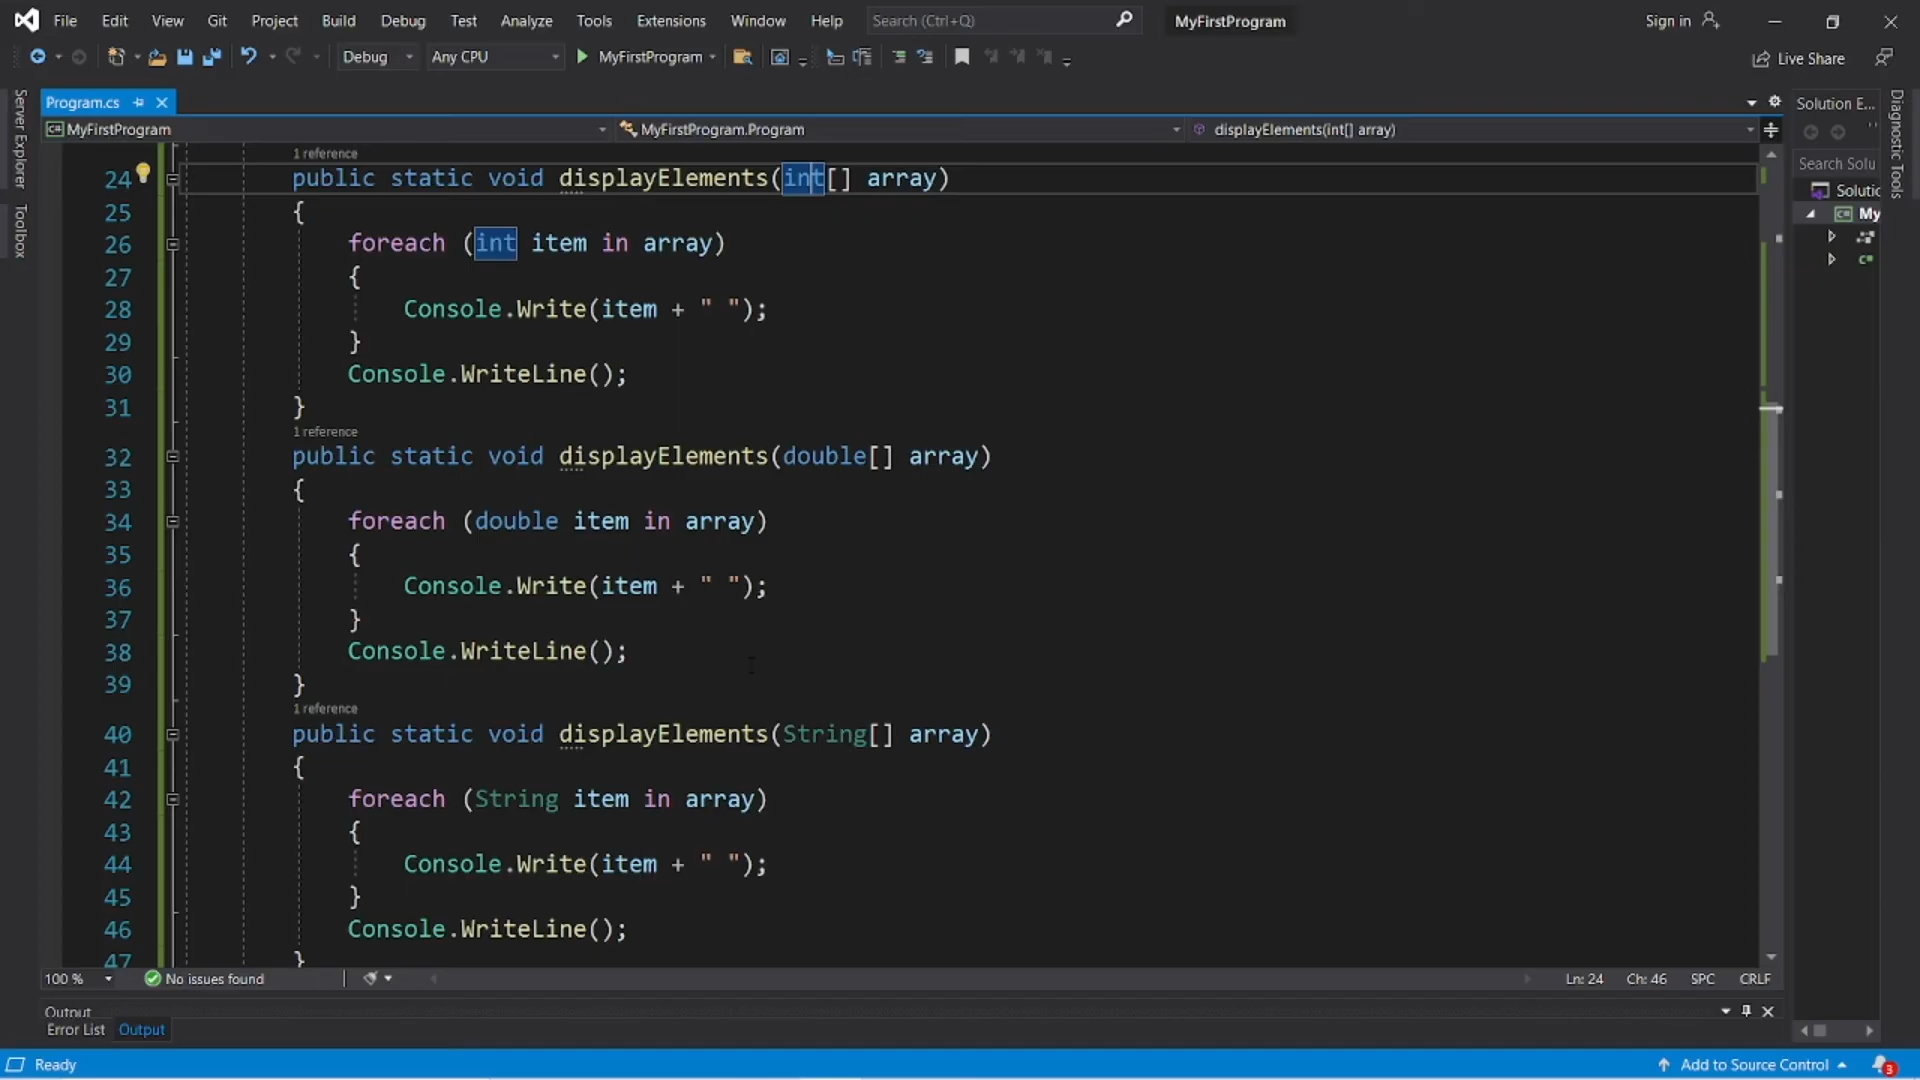 File Edit View Git Project Build Debug Test Analyze Tools Extensions Window Help Search (Ctrl+Q) MyFirstProgram Sign in
Debug Any CPU MyFirstProgram Live Share
Server Explorer
Toolbox
Program.cs
MyFirstProgram MyFirstProgram.Program displayElements(int[] array)
1 reference
24 public static void displayElements(int[] array)
25 {
26 foreach (int item in array)
27 {
28 Console.Write(item + " ");
29 }
30 Console.WriteLine();
31 }
1 reference
32 public static void displayElements(double[] array)
33 {
34 foreach (double item in array)
35 {
36 Console.Write(item + " ");
37 }
38 Console.WriteLine();
39 }
1 reference
40 public static void displayElements(String[] array)
41 {
42 foreach (String item in array)
43 {
44 Console.Write(item + " ");
45 }
46 Console.WriteLine();
47 }
100 % No issues found Ln: 24 Ch: 46 SPC CRLF
Output
Error List Output
Solution E...
Search Solu
Solutic
C# My
C#
Diagnostic Tools
Ready Add to Source Control 3